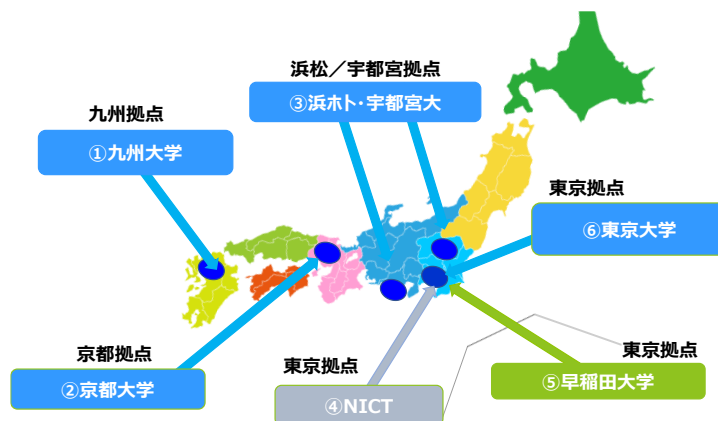 浜松／宇都宮拠点
③浜ホト・宇都宮大
九州拠点
①九州大学
東京拠点
⑥東京大学
京都拠点
②京都大学
東京拠点
④NICT
東京拠点
⑤早稲田大学